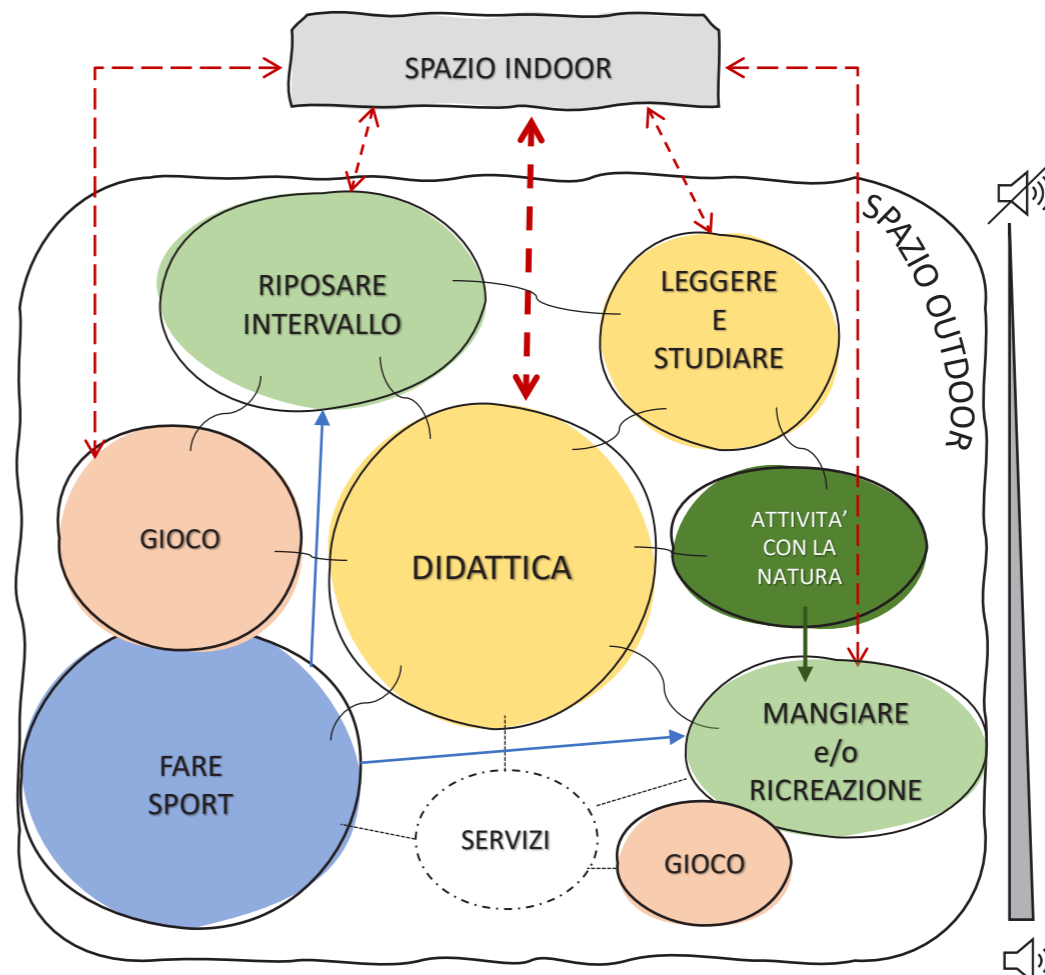 SPAZIO INDOOR
SPAZIO OUTDOOR
RIPOSARE
INTERVALLO
LEGGERE
E
STUDIARE
GIOCO
DIDATTICA
ATTIVITA’
CON LA
NATURA
FARE
SPORT
MANGIARE
e/o
RICREAZIONE
SERVIZI
GIOCO